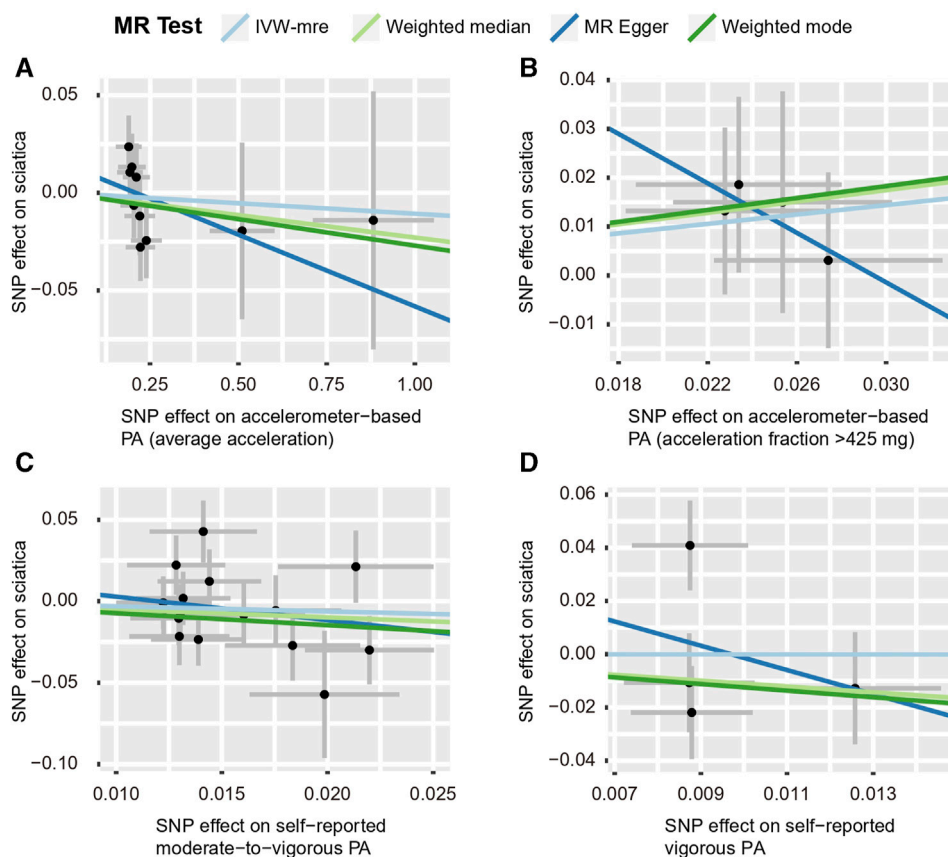 MR Test IVW-mre Weighted median MR Egger Weighted mode
A
0.05
0.00
−0.05
SNP effect on sciatica
0.25 0.50 0.75 1.00
SNP effect on accelerometer-based
PA (average acceleration)
B
0.04
0.03
0.02
0.01
0.00
−0.01
SNP effect on sciatica
0.018 0.022 0.026 0.030
SNP effect on accelerometer-based
PA (acceleration fraction >425 mg)
C
0.05
0.00
−0.05
−0.10
SNP effect on sciatica
0.010 0.015 0.020 0.025
SNP effect on self-reported
moderate-to-vigorous PA
D
0.06
0.04
0.02
0.00
−0.02
−0.04
SNP effect on sciatica
0.007 0.009 0.011 0.013
SNP effect on self-reported
vigorous PA